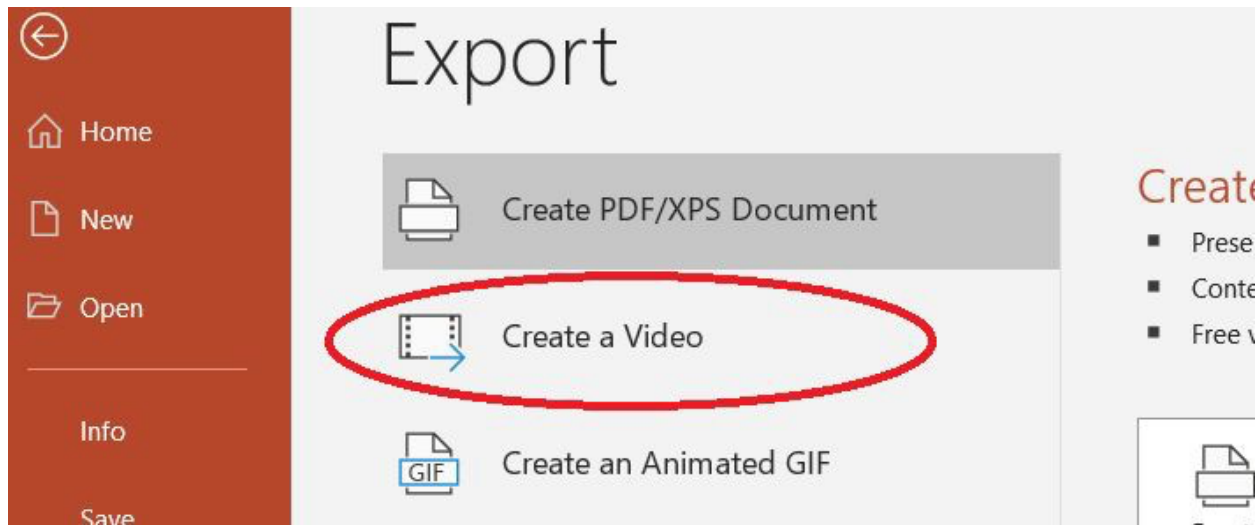 Export
Home
New
Open
Info
Save
Create PDF/XPS Document
Create a Video
Create an Animated GIF
GIF
Create
Prese
Conte
Free v